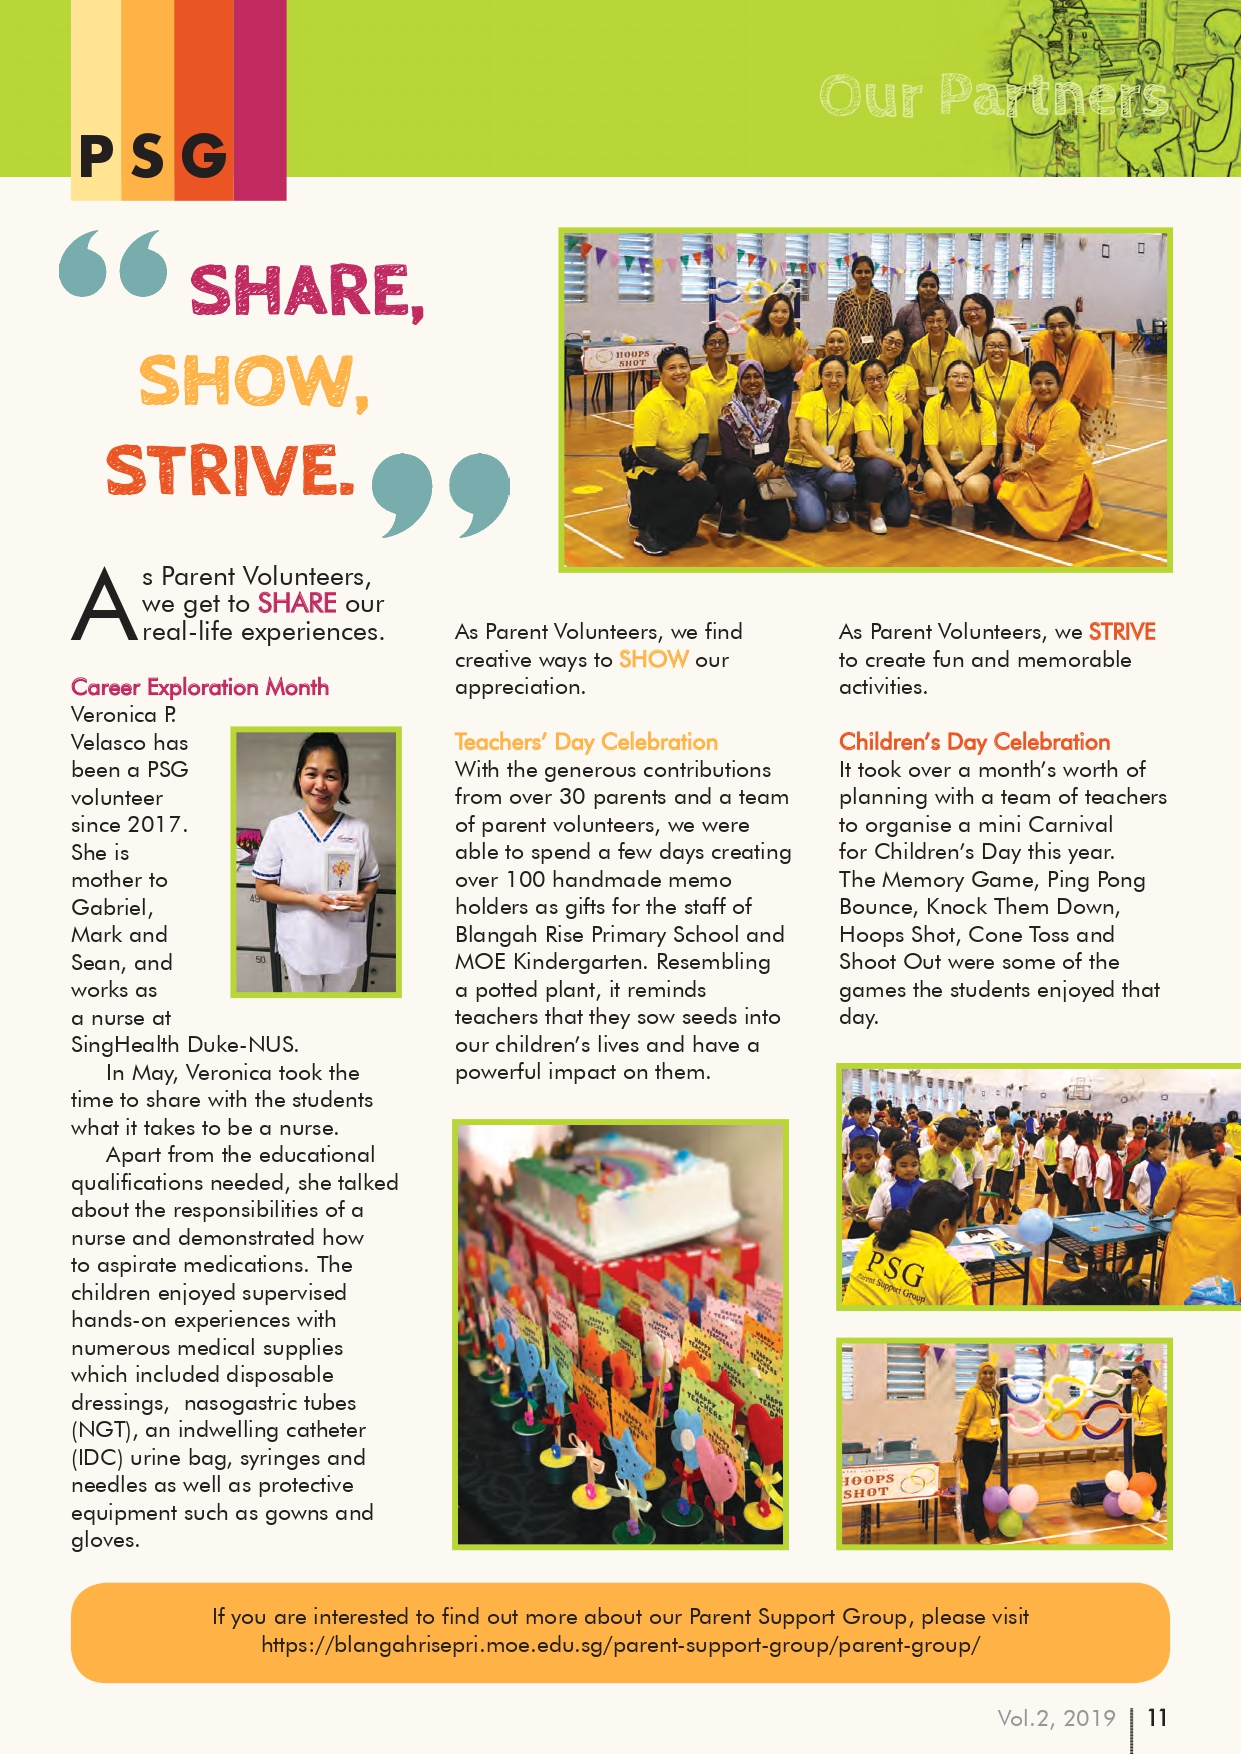 Our Partners
PSG
“SHARE,
SHOW,
STRIVE.”
HOOPS
SHOT
As Parent Volunteers,
we get to SHARE our
real-life experiences.
Career Exploration Month
Veronica P.
Velasco has
been a PSG
volunteer
since 2017.
She is
mother to
Gabriel,
Mark and
Sean, and
works as
a nurse at
SingHealth Duke-NUS.
In May, Veronica took the
time to share with the students
what it takes to be a nurse.
Apart from the educational
qualifications needed, she talked
about the responsibilities of a
nurse and demonstrated how
to aspirate medications. The
children enjoyed supervised
hands-on experiences with
numerous medical supplies
which included disposable
dressings,  nasogastric tubes
(NGT), an indwelling catheter
(IDC) urine bag, syringes and
needles as well as protective
equipment such as gowns and
gloves.
49
50
As Parent Volunteers, we find
creative ways to SHOW our
appreciation.
Teachers’ Day Celebration
With the generous contributions
from over 30 parents and a team
of parent volunteers, we were
able to spend a few days creating
over 100 handmade memo
holders as gifts for the staff of
Blangah Rise Primary School and
MOE Kindergarten. Resembling
a potted plant, it reminds
teachers that they sow seeds into
our children’s lives and have a
powerful impact on them.
HAPPY
TEACHERS
DAY
As Parent Volunteers, we STRIVE
to create fun and memorable
activities.
Children’s Day Celebration
It took over a month’s worth of
planning with a team of teachers
to organise a mini Carnival
for Children’s Day this year.
The Memory Game, Ping Pong
Bounce, Knock Them Down,
Hoops Shot, Cone Toss and
Shoot Out were some of the
games the students enjoyed that
day.
PSG
Parent Support Group
HOOPS
SHOT
If you are interested to find out more about our Parent Support Group, please visit
https://blangahrisepri.moe.edu.sg/parent-support-group/parent-group/
Vol.2, 2019 11